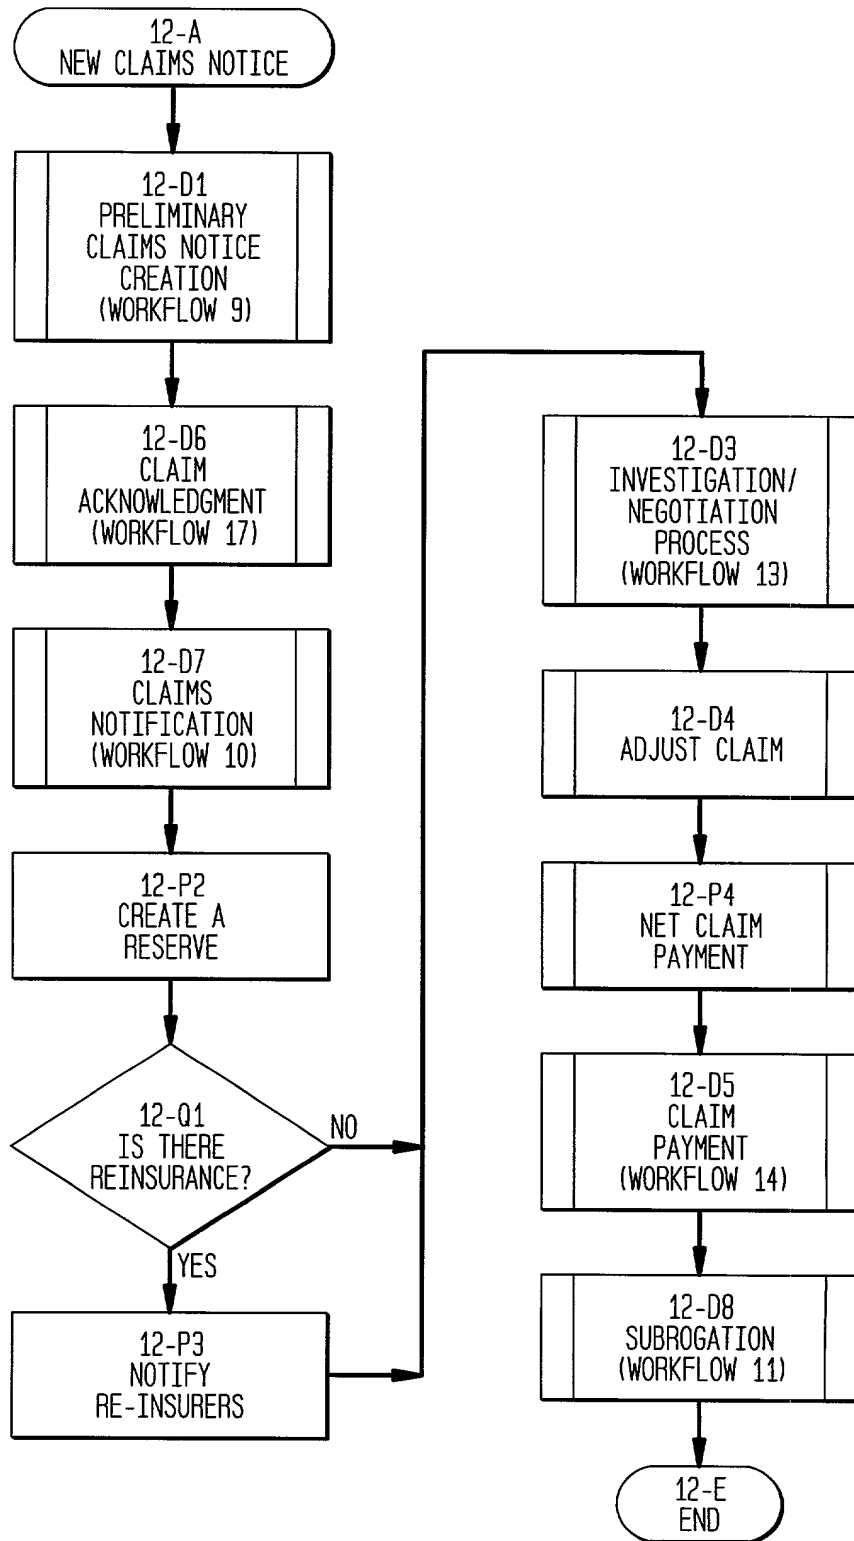 12-A
NEW CLAIMS NOTICE
12-D1
PRELIMINARY
CLAIMS NOTICE
CREATION
(WORKFLOW 9)
12-D6
CLAIM
ACKNOWLEDGMENT
(WORKFLOW 17)
12-D7
CLAIMS
NOTIFICATION
(WORKFLOW 10)
12-P2
CREATE A
RESERVE
12-Q1
IS THERE
REINSURANCE?
NO
YES
12-P3
NOTIFY
RE-INSURERS
12-D3
INVESTIGATION/
NEGOTIATION
PROCESS
(WORKFLOW 13)
12-D4
ADJUST CLAIM
12-P4
NET CLAIM
PAYMENT
12-D5
CLAIM
PAYMENT
(WORKFLOW 14)
12-D8
SUBROGATION
(WORKFLOW 11)
12-E
END